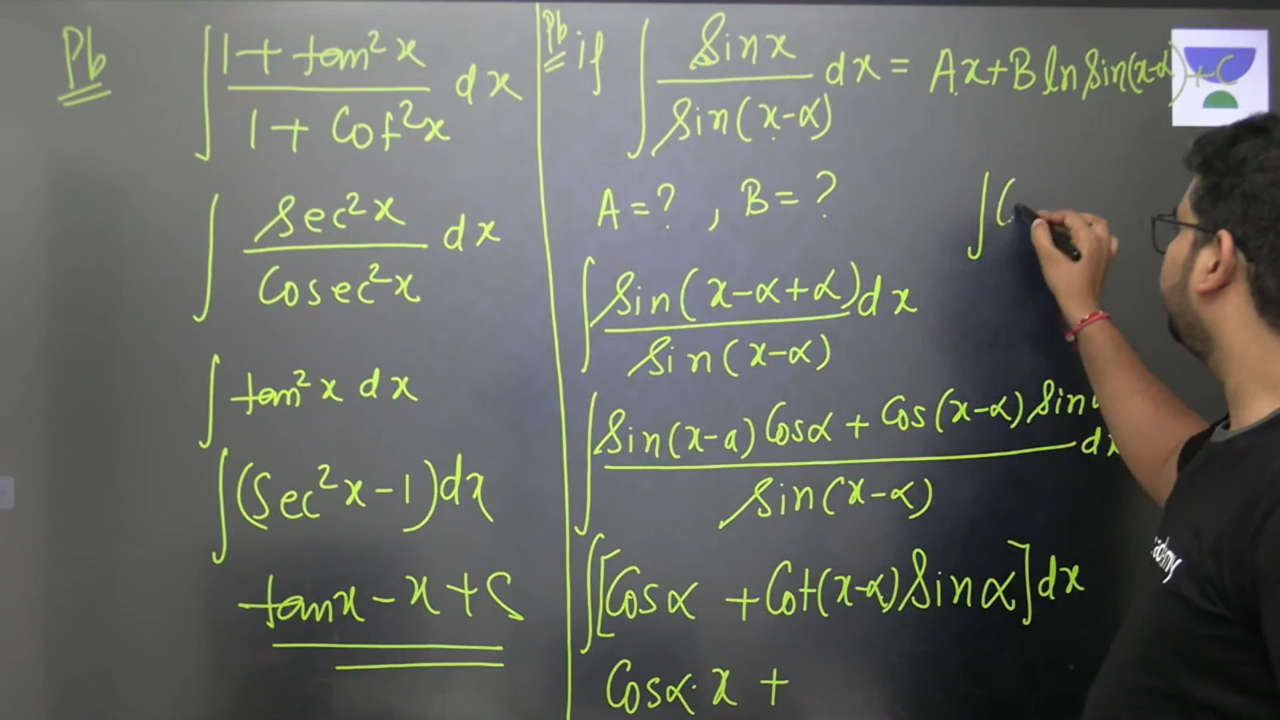 Pb
∫ 1 + tan²x / 1 + Cot²x dx
∫ Sec²x / Cosec²x dx
∫ tan²x dx
∫ (Sec²x - 1) dx
tanx - x + C
Pb if ∫ Sinx / Sin(x-α) dx = Ax + B ln Sin(x-α) + C
A = ? , B = ?
∫ Sin(x-α+α) / Sin(x-α) dx
∫ Sin(x-a) Cosα + Cos(x-α) Sin / Sin(x-α) dx
∫ [Cosα + Cot(x-α) Sinα] dx
Cosα·x +
∫ C